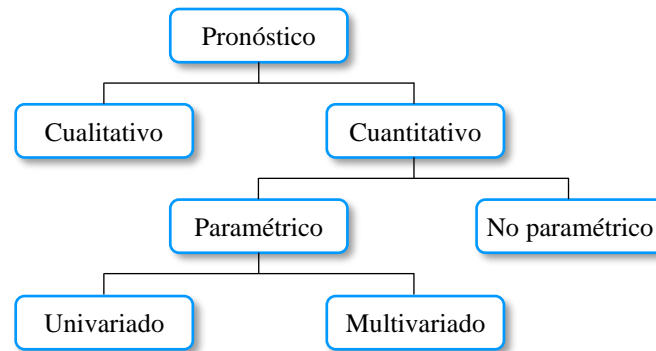 Pronóstico
Cualitativo
Cuantitativo
Paramétrico
No paramétrico
Univariado
Multivariado